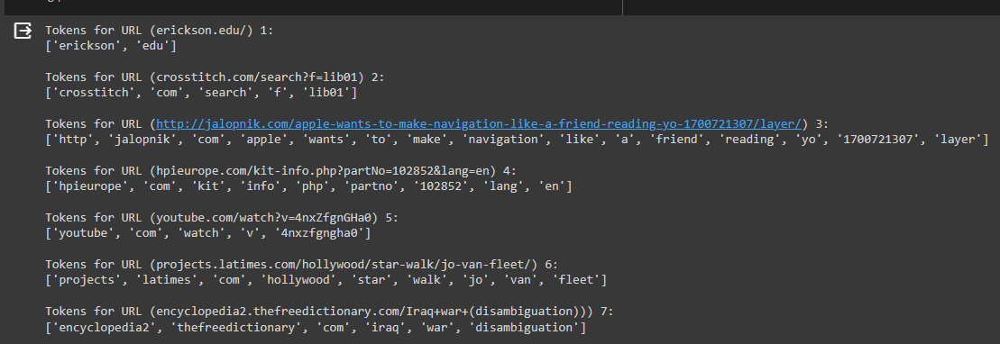 Tokens for URL (erickson.edu/) 1:
['erickson', 'edu']
Tokens for URL (crosstitch.com/search?f=lib01) 2:
['crosstitch', 'com', 'search', 'f', 'lib01']
Tokens for URL (http://jalopnik.com/apple-wants-to-make-navigation-like-a-friend-reading-yo-1700721307/layer/) 3:
['http', 'jalopnik', 'com', 'apple', 'wants', 'to', 'make', 'navigation', 'like', 'a', 'friend', 'reading', 'yo', '1700721307', 'layer']
Tokens for URL (hpieurope.com/kit-info.php?partNo=102852&lang=en) 4:
['hpieurope', 'com', 'kit', 'info', 'php', 'partno', '102852', 'lang', 'en']
Tokens for URL (youtube.com/watch?v=4nxZfgnGHa0) 5:
['youtube', 'com', 'watch', 'v', '4nxzfgngha0']
Tokens for URL (projects.latimes.com/hollywood/star-walk/jo-van-fleet/) 6:
['projects', 'latimes', 'com', 'hollywood', 'star', 'walk', 'jo', 'van', 'fleet']
Tokens for URL (encyclopedia2.thefreedictionary.com/Iraq+war+(disambiguation))) 7:
['encyclopedia2', 'thefreedictionary', 'com', 'iraq', 'war', 'disambiguation']